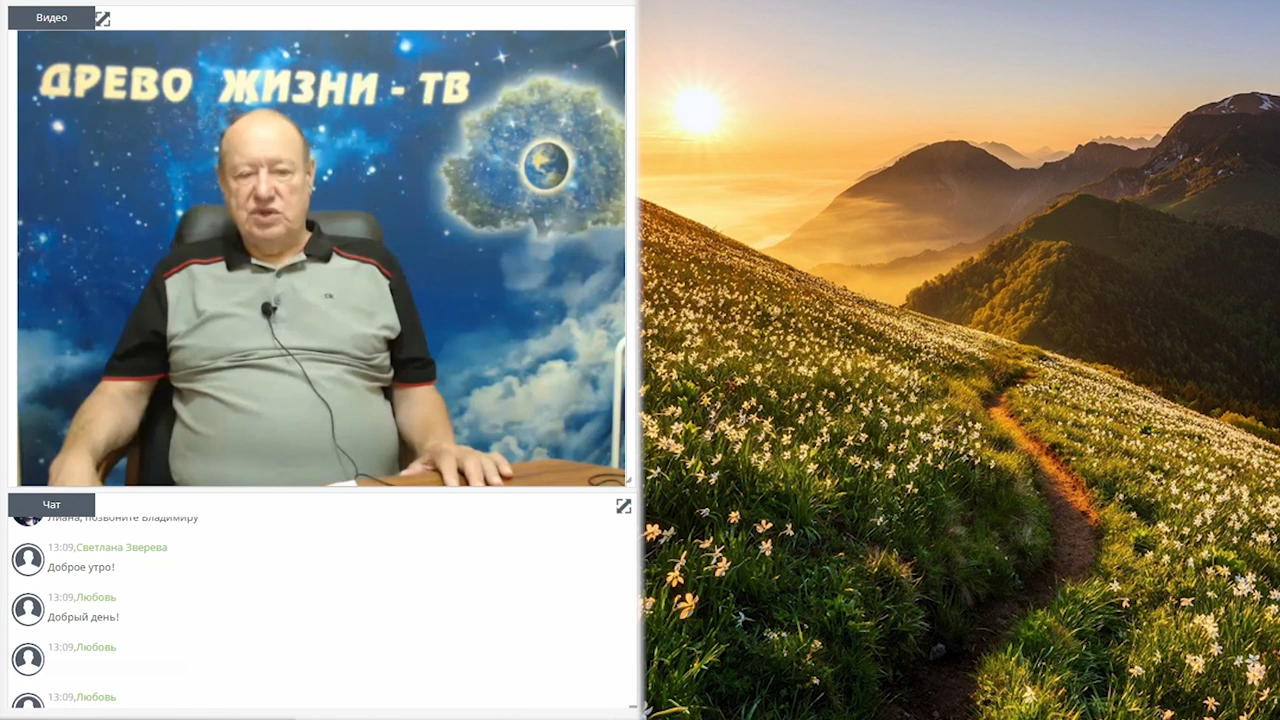 Видео
ДРЕВО ЖИЗНИ - ТВ
Чат
Лиана, позвоните Владимиру
13:09,Светлана Зверева
Доброе утро!
13:09,Любовь
Добрый день!
13:09,Любовь
13:09,Любовь